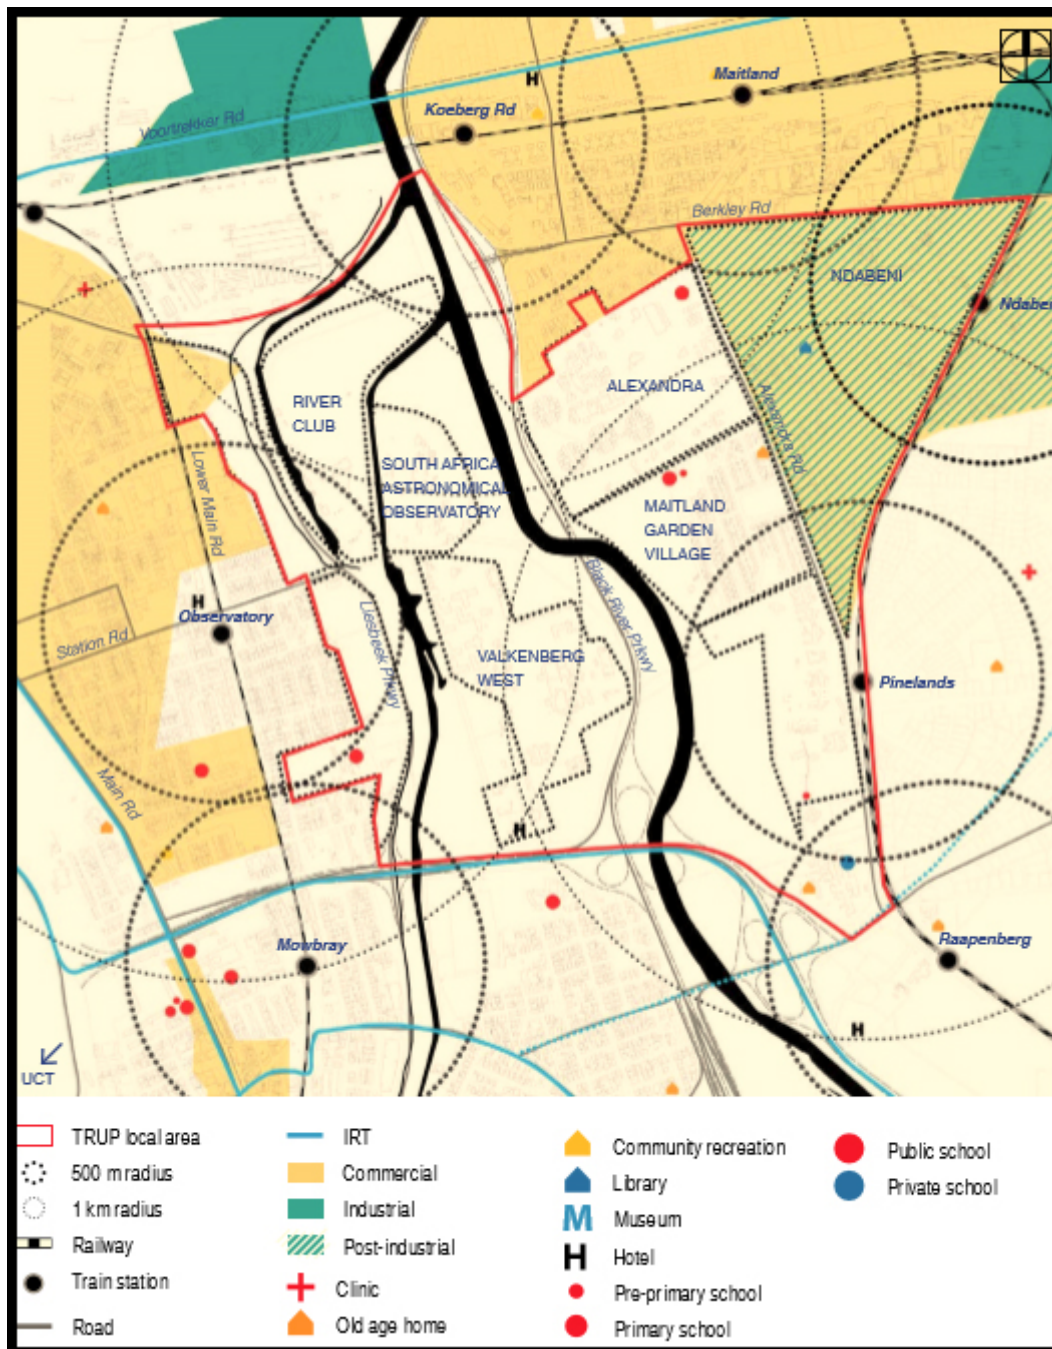 Maitland
H
Koeberg Rd
Voortrekker Rd
Berkley Rd
NDABENI
Ndaben
ALEXANDRA
RIVER
CLUB
Alexandra Rd
SOUTH AFRICA
ASTRONOMICAL
OBSERVATORY
Lower Main Rd
MAITLAND
GARDEN
VILLAGE
H
Observatory
Station Rd
Liesbeek Prkwy
Black River Prkwy
VALKENBERG
WEST
Pinelands
Main Rd
H
Mowbray
Raapenberg
H
UCT
TRUP local area
500 m radius
1 km radius
Railway
Train station
Road
IRT
Commercial
Industrial
Post-industrial
Clinic
Old age home
Community recreation
Library
M Museum
H Hotel
Pre-primary school
Primary school
Public school
Private school